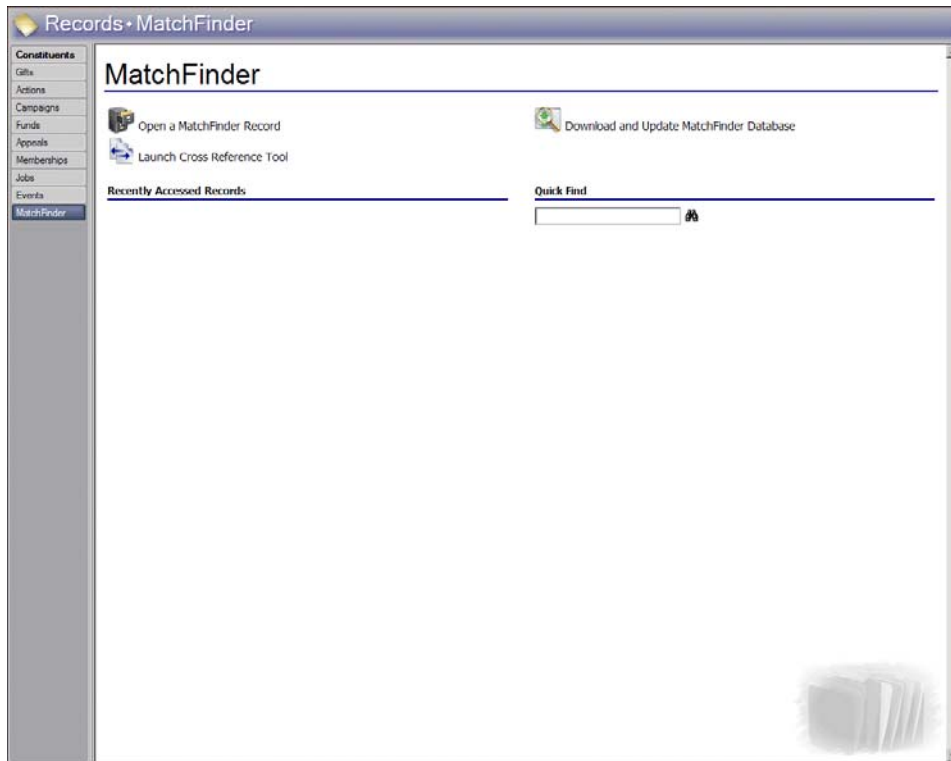 Records • MatchFinder
Constituents
Gifts
Actions
Campaigns
Funds
Appeals
Memberships
Jobs
Events
MatchFinder
MatchFinder
Open a MatchFinder Record
Download and Update MatchFinder Database
Launch Cross Reference Tool
Recently Accessed Records
Quick Find